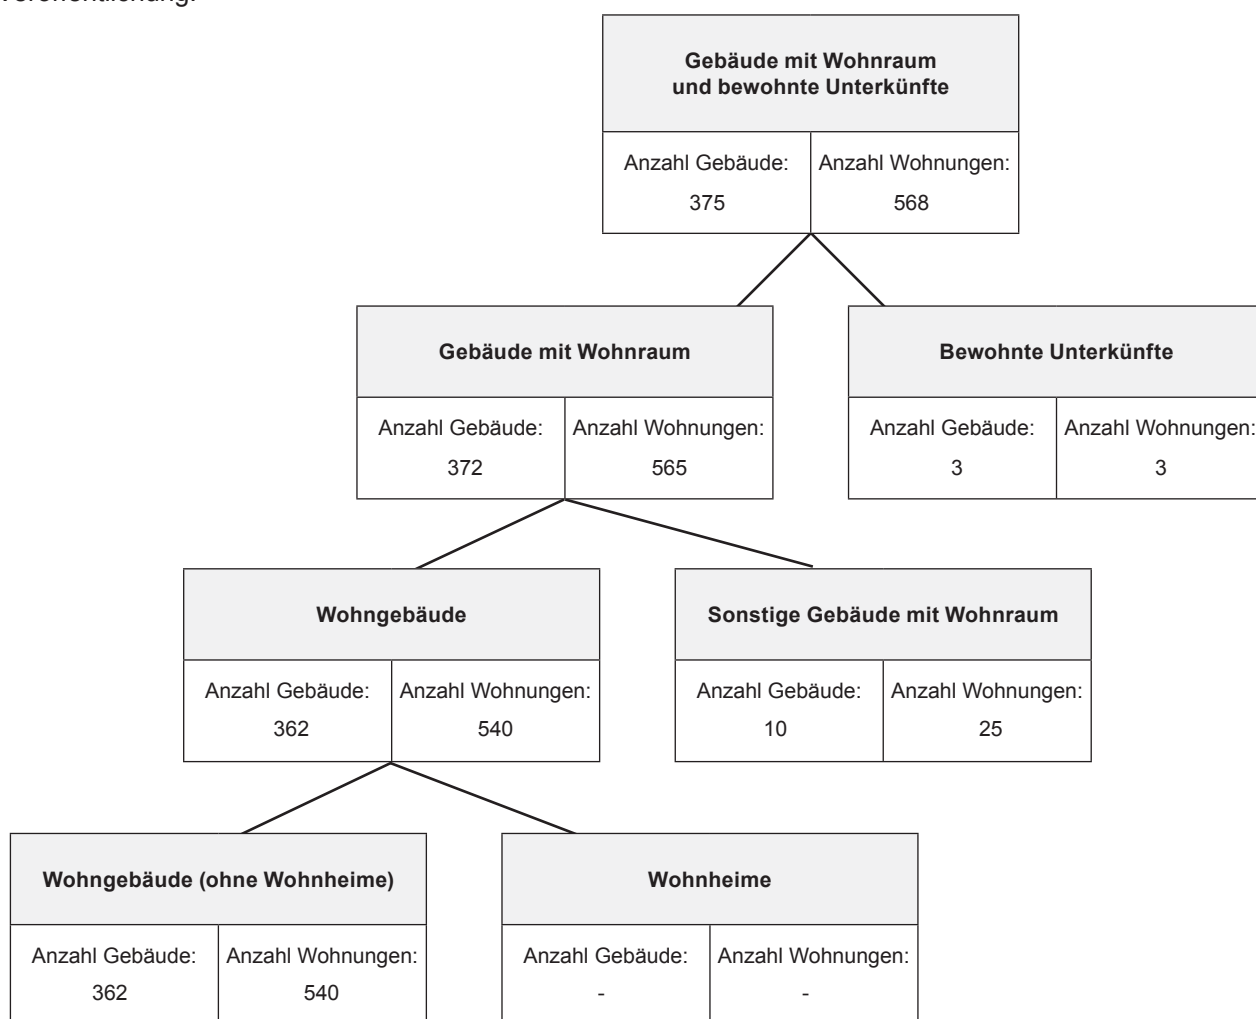 Veröffentlichung.
Gebäude mit Wohnraum
und bewohnte Unterkünfte
Anzahl Gebäude: Anzahl Wohnungen:
375 568
Gebäude mit Wohnraum
Bewohnte Unterkünfte
Anzahl Gebäude: Anzahl Wohnungen:
372 565
Anzahl Gebäude: Anzahl Wohnungen:
3 3
Wohngebäude
Sonstige Gebäude mit Wohnraum
Anzahl Gebäude: Anzahl Wohnungen:
362 540
Anzahl Gebäude: Anzahl Wohnungen:
10 25
Wohngebäude (ohne Wohnheime)
Wohnheime
Anzahl Gebäude: Anzahl Wohnungen:
362 540
Anzahl Gebäude: Anzahl Wohnungen:
- -